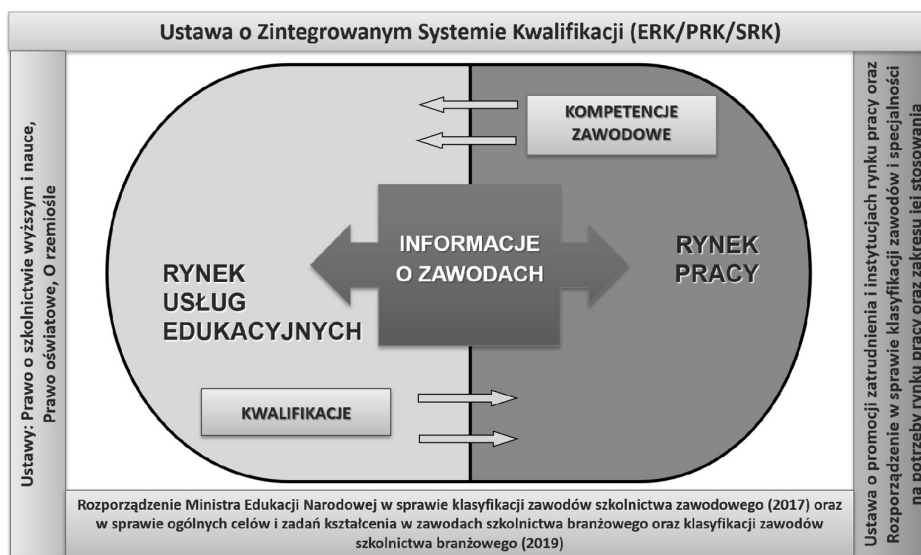 Ustawa o Zintegrowanym Systemie Kwalifikacji (ERK/PRK/SRK)
Ustawy: Prawo o szkolnictwie wyższym i nauce,
Prawo oświatowe, O rzemiośle
KOMPETENCJE
ZAWODOWE
INFORMACJE
O ZAWODACH
RYNEK
USŁUG
EDUKACYJNYCH
RYNEK
PRACY
KWALIFIKACJE
Ustawa o promocji zatrudnienia i instytucjach rynku pracy oraz
Rozporządzenie w sprawie klasyfikacji zawodów i specjalności
na potrzeby rynku pracy oraz zakresu jej stosowania
Rozporządzenie Ministra Edukacji Narodowej w sprawie klasyfikacji zawodów szkolnictwa zawodowego (2017) oraz
w sprawie ogólnych celów i zadań kształcenia w zawodach szkolnictwa branżowego oraz klasyfikacji zawodów
szkolnictwa branżowego (2019)